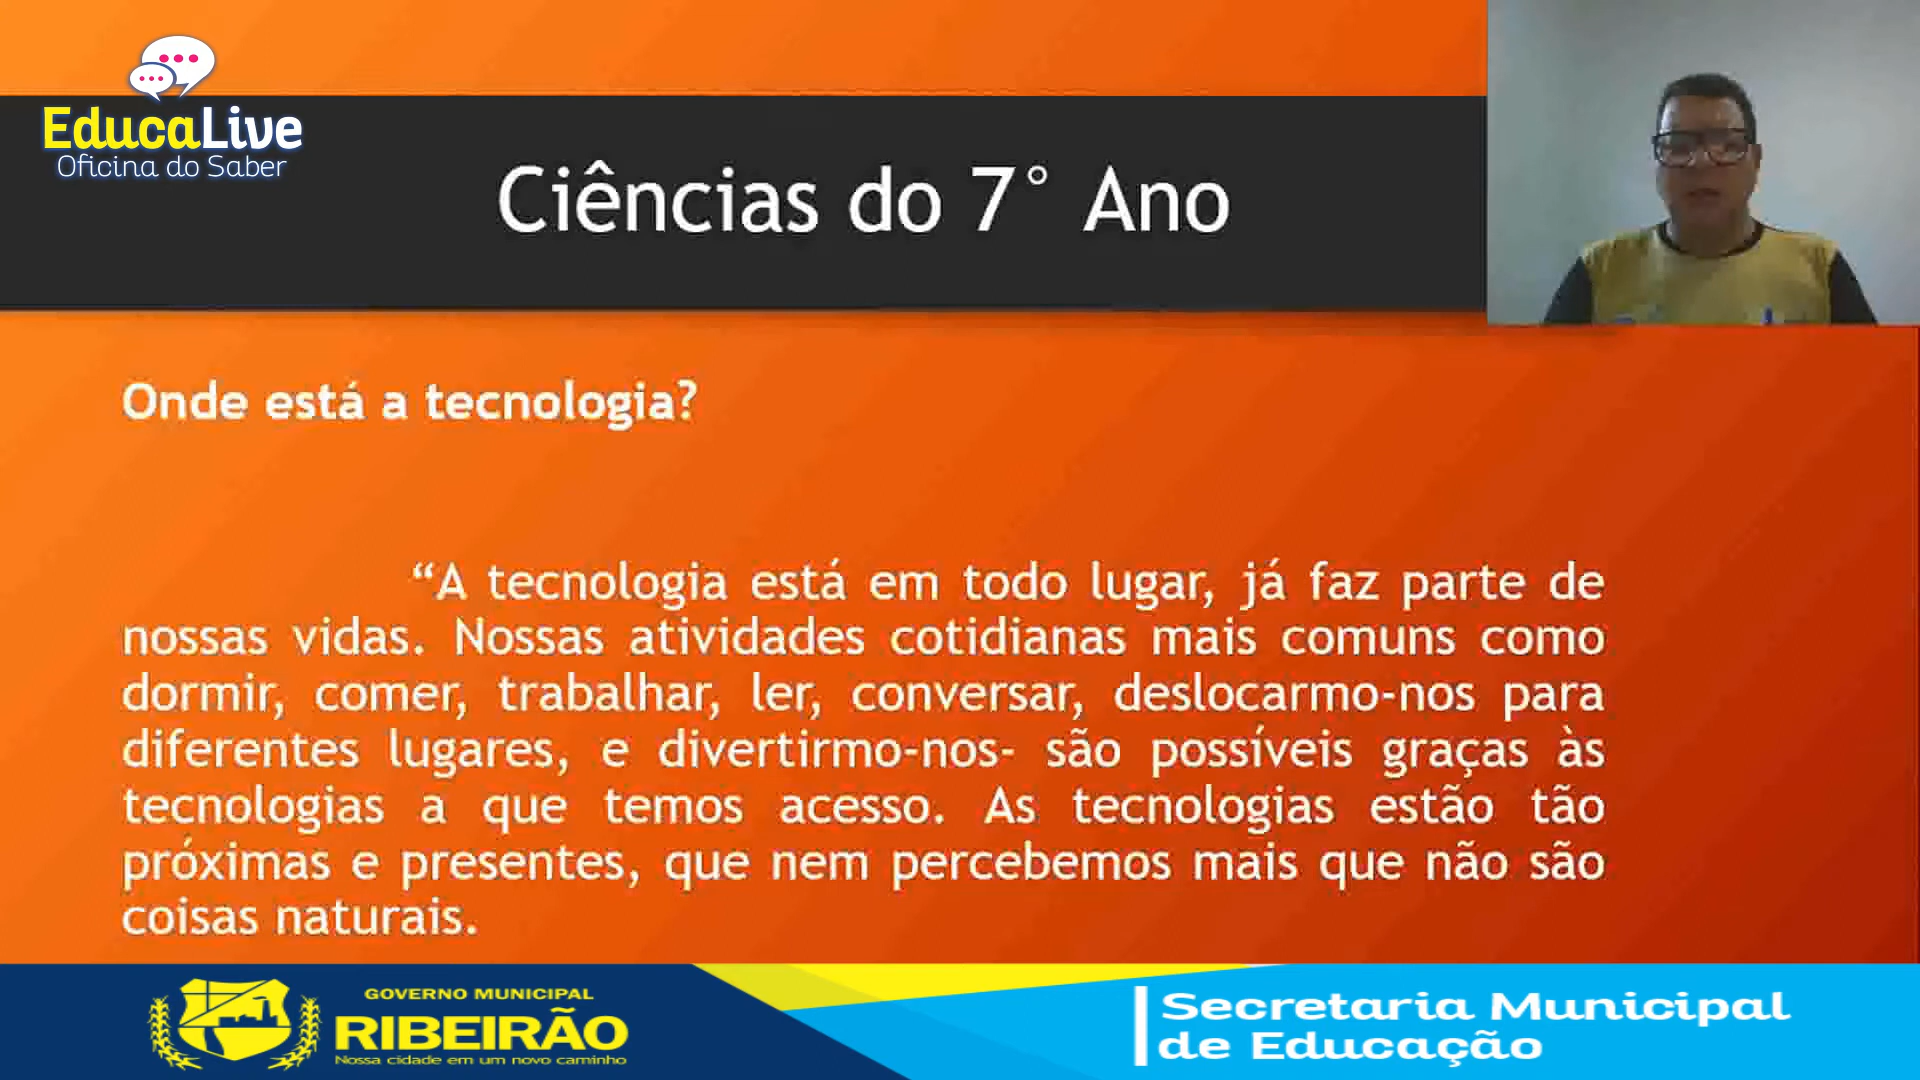 EducaLive
Oficina do Saber
Ciências do 7° Ano
Onde está a tecnologia?
“A tecnologia está em todo lugar, já faz parte de
nossas vidas. Nossas atividades cotidianas mais comuns como
dormir, comer, trabalhar, ler, conversar, deslocarmo-nos para
diferentes lugares, e divertirmo-nos- são possíveis graças às
tecnologias a que temos acesso. As tecnologias estão tão
próximas e presentes, que nem percebemos mais que não são
coisas naturais.
GOVERNO MUNICIPAL
RIBEIRÃO
Nossa cidade em um novo caminho
Secretaria Municipal
de Educação